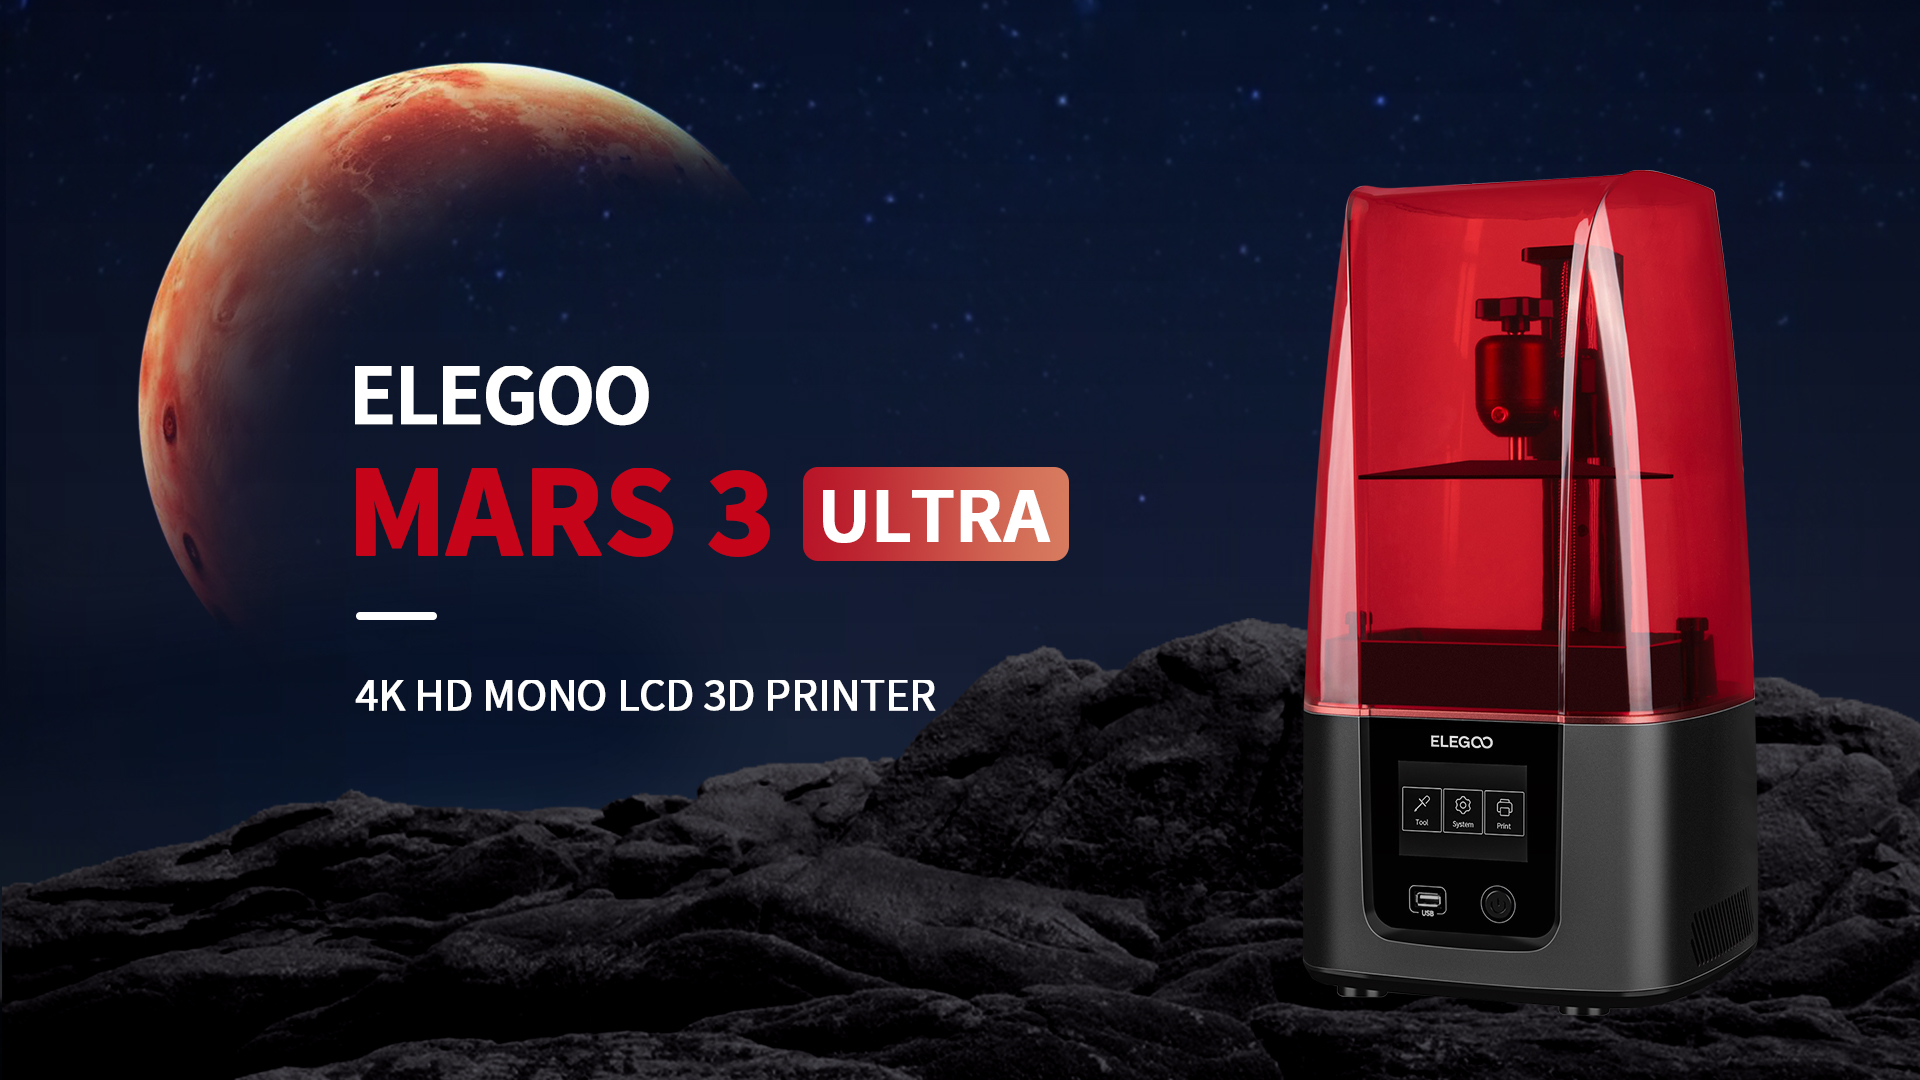 ELEGOO
MARS 3 ULTRA
4K HD MONO LCD 3D PRINTER
ELEGOO
Tool System Print
USB